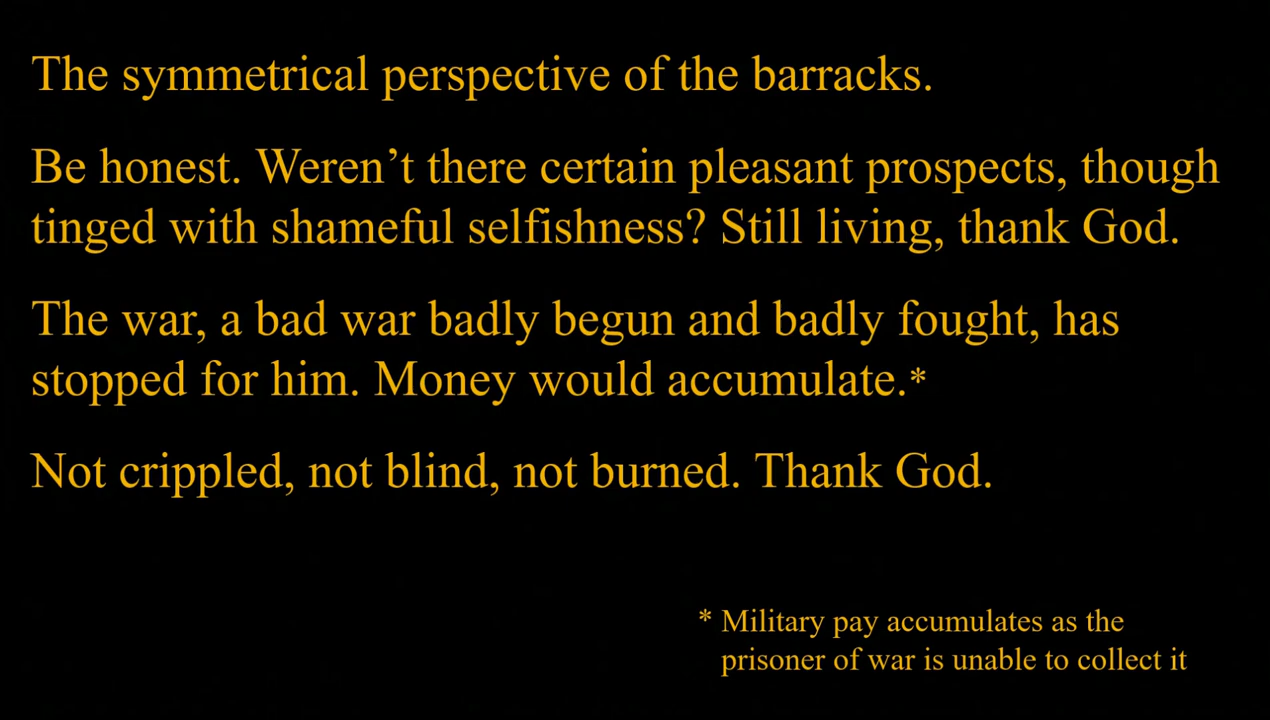 The symmetrical perspective of the barracks.
Be honest. Weren’t there certain pleasant prospects, though
tinged with shameful selfishness? Still living, thank God.
The war, a bad war badly begun and badly fought, has
stopped for him. Money would accumulate.*
Not crippled, not blind, not burned. Thank God.
* Military pay accumulates as the
prisoner of war is unable to collect it